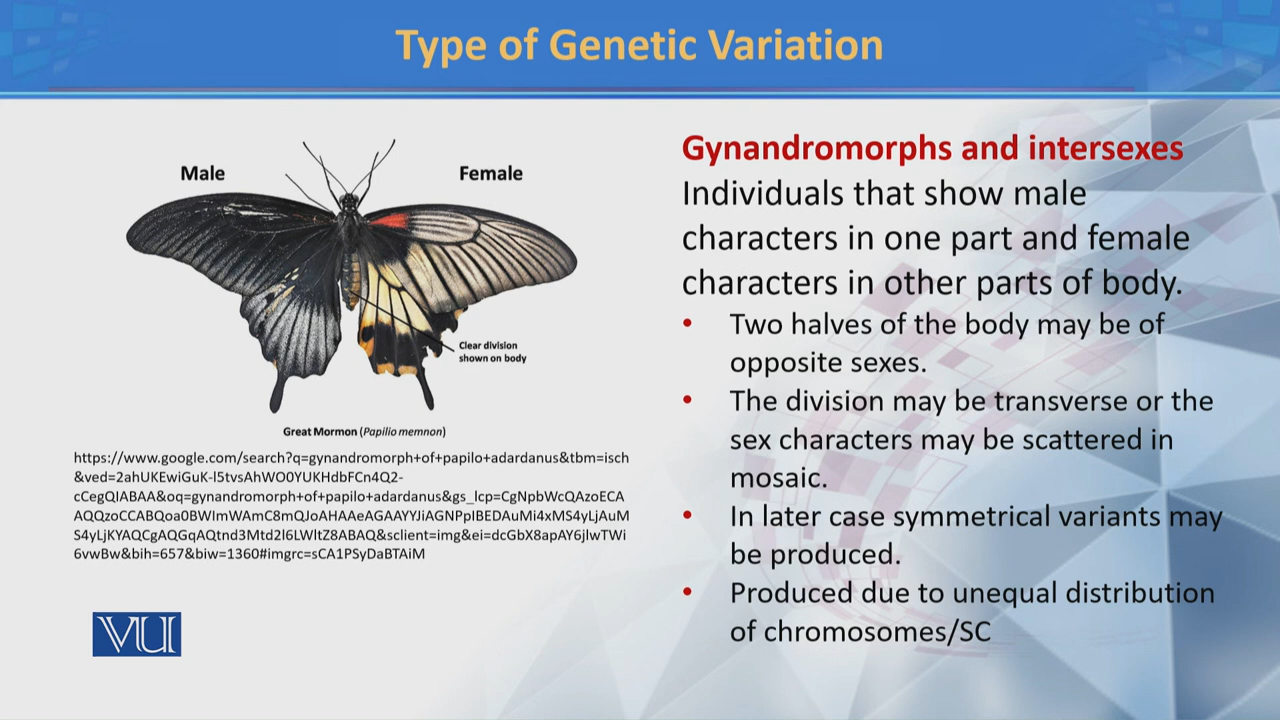 Type of Genetic Variation
Male
Female
Clear division
shown on body
Great Mormon (Papilio memnon)
https://www.google.com/search?q=gynandromorph+of+papilo+adardanus&tbm=isch
&ved=2ahUKEwiGuK-l5tvsAhWO0YUKHdbFCn4Q2-
cCegQIABAA&oq=gynandromorph+of+papilo+adardanus&gs_lcp=CgNpbWcQAzoECA
AQQzoCCABQoa0BWImWAmC8mQJoAHAAeAGAAYYJiAGNPpIBEDAuMi4xMS4yLjAuM
S4yLjKYAQCgAQGqAQtnd3Mtd2l6LWltZ8ABAQ&sclient=img&ei=dcGbX8apAY6jlwTWi
6vwBw&bih=657&biw=1360#imgrc=sCA1PSyDaBTAiM
VU
Gynandromorphs and intersexes
Individuals that show male
characters in one part and female
characters in other parts of body.
• Two halves of the body may be of
opposite sexes.
• The division may be transverse or the
sex characters may be scattered in
mosaic.
• In later case symmetrical variants may
be produced.
• Produced due to unequal distribution
of chromosomes/SC